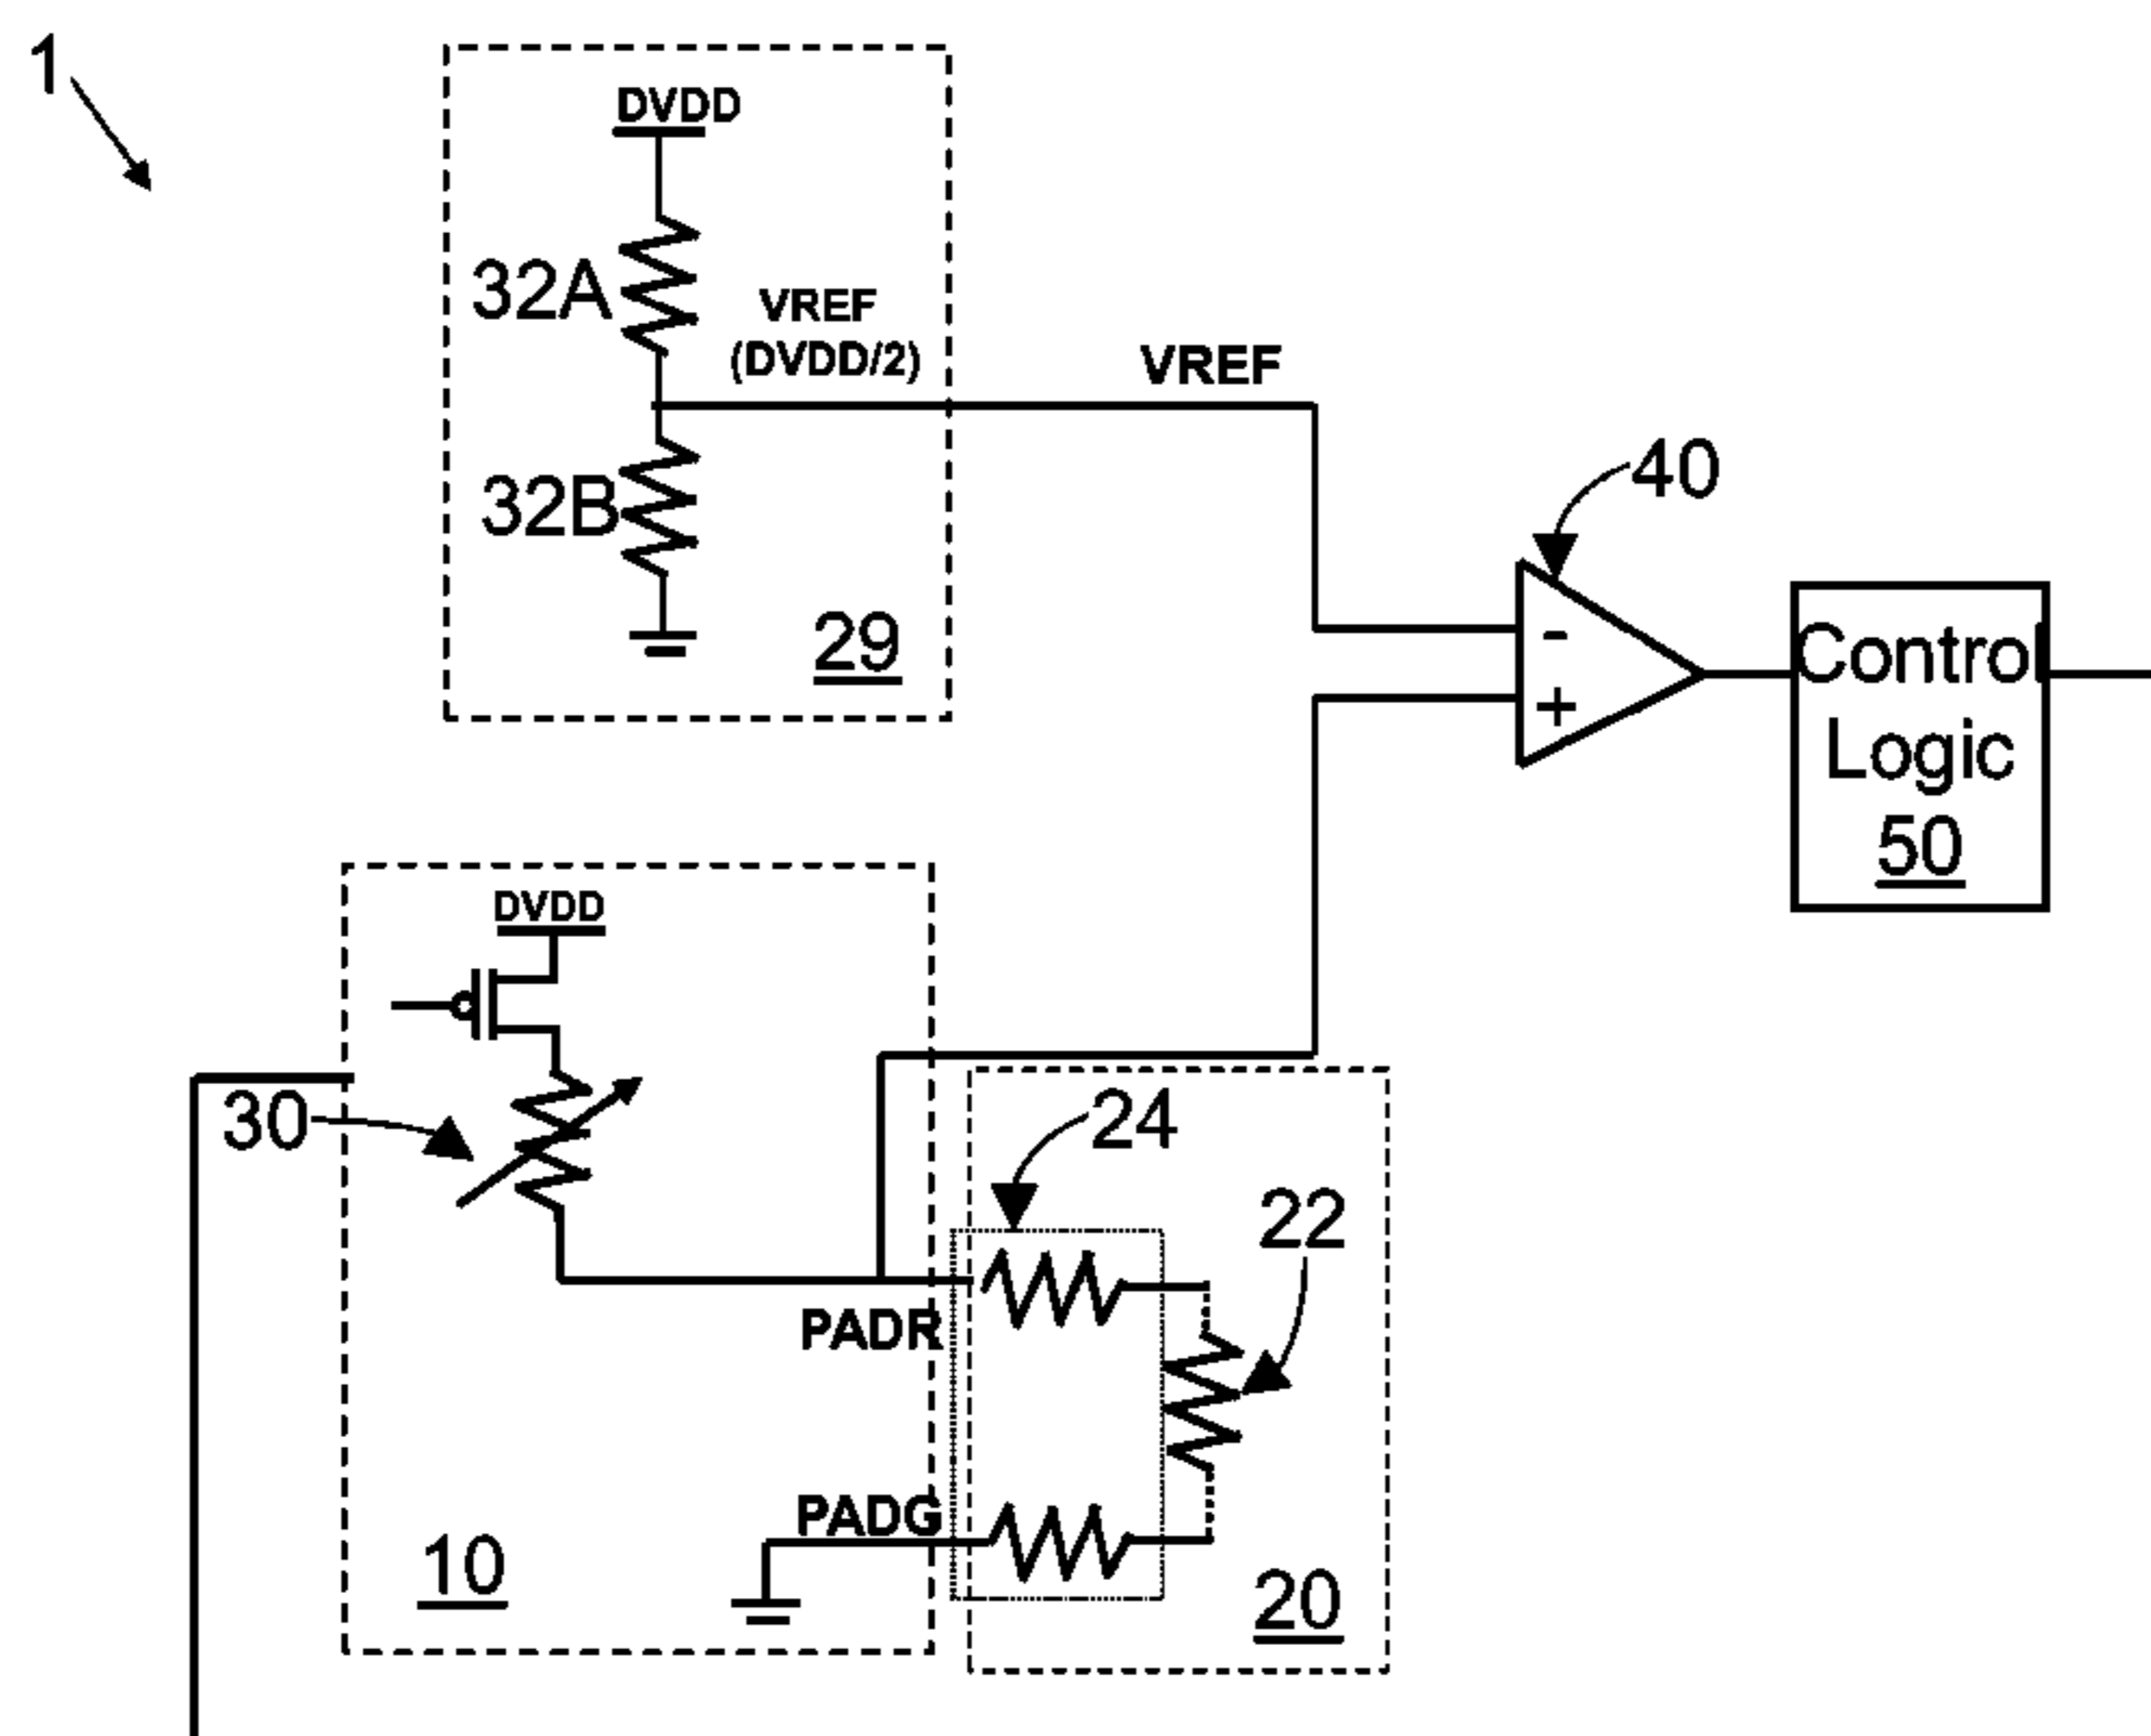 1
DVDD
32A
VREF
(DVDD/2)
VREF
32B
29
40
-
+
Control
Logic
50
DVDD
30
24
22
PADR
PADG
10
20